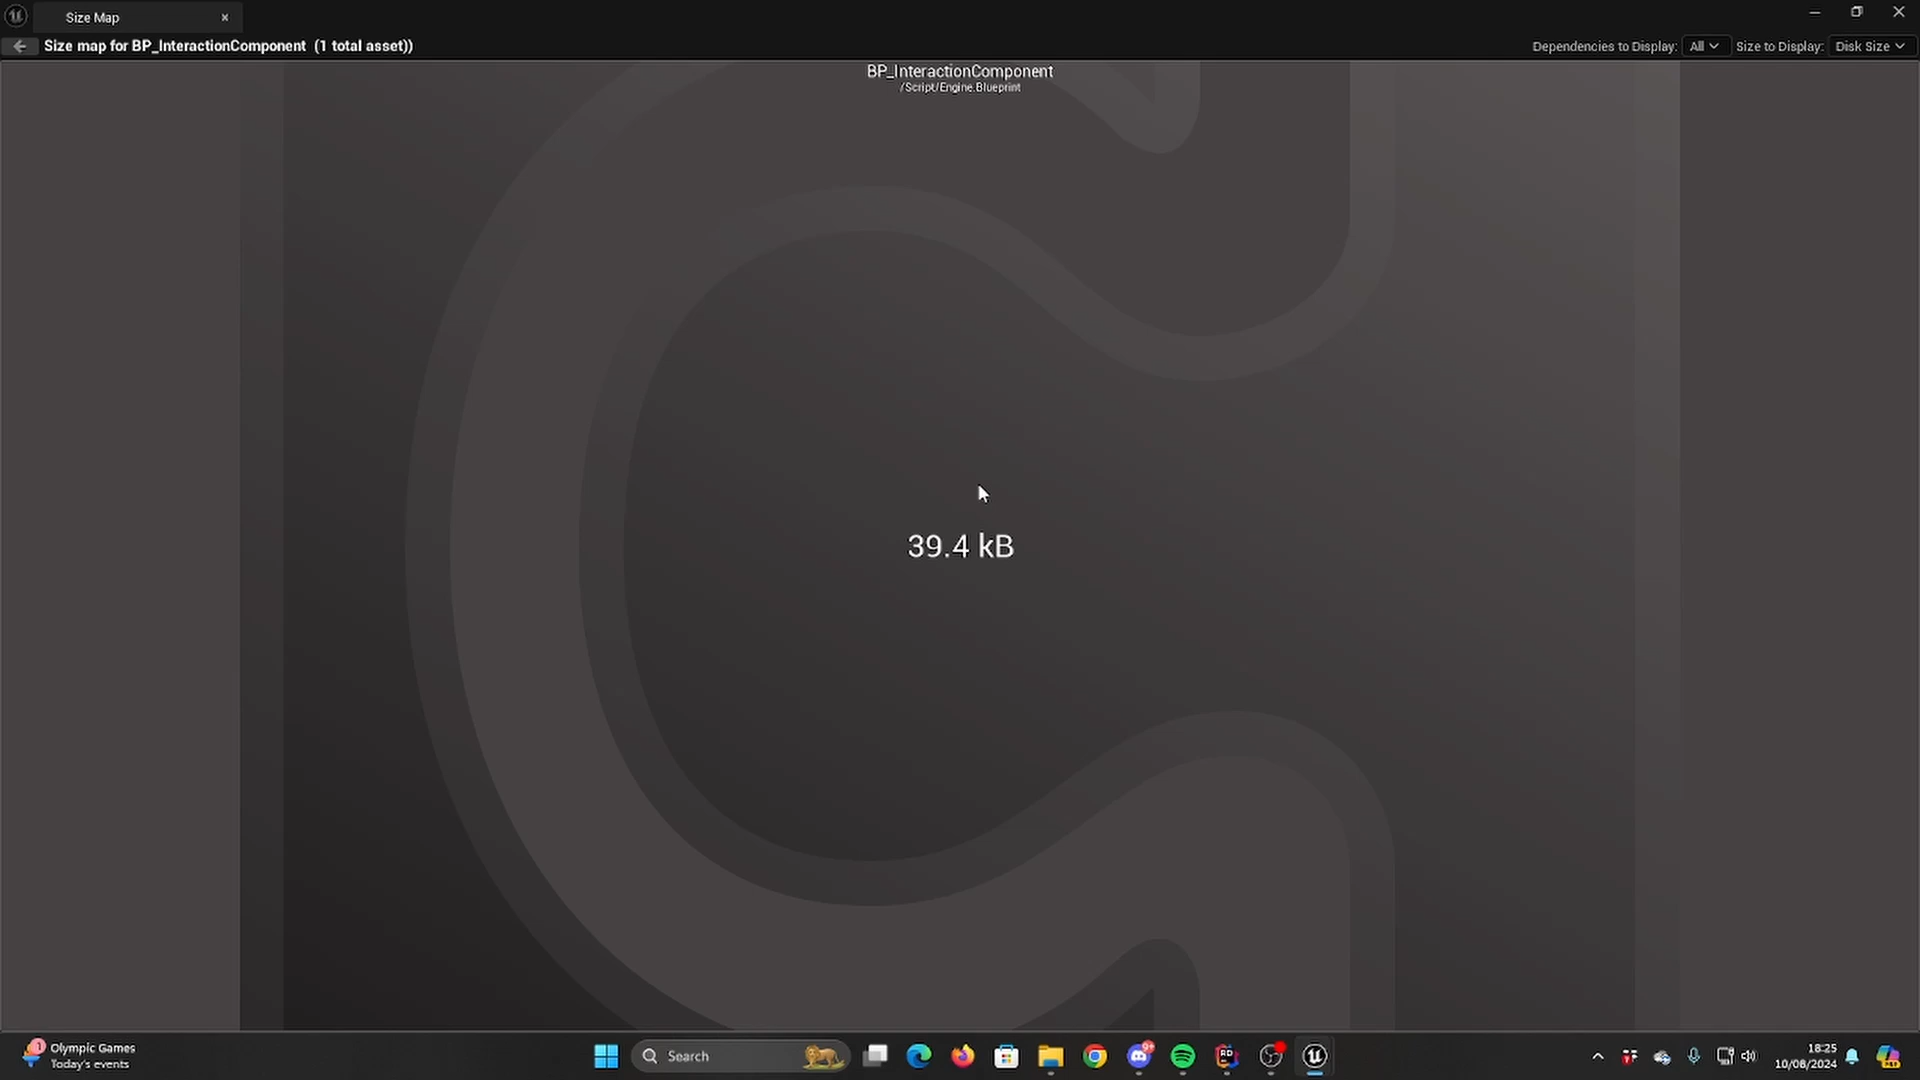 Size Map
Size map for BP_InteractionComponent (1 total asset))
Dependencies to Display: All
Size to Display: Disk Size
BP_InteractionComponent
/Script/Engine.Blueprint
39.4 kB
Olympic Games
Today's events
Search
18:25
10/08/2024